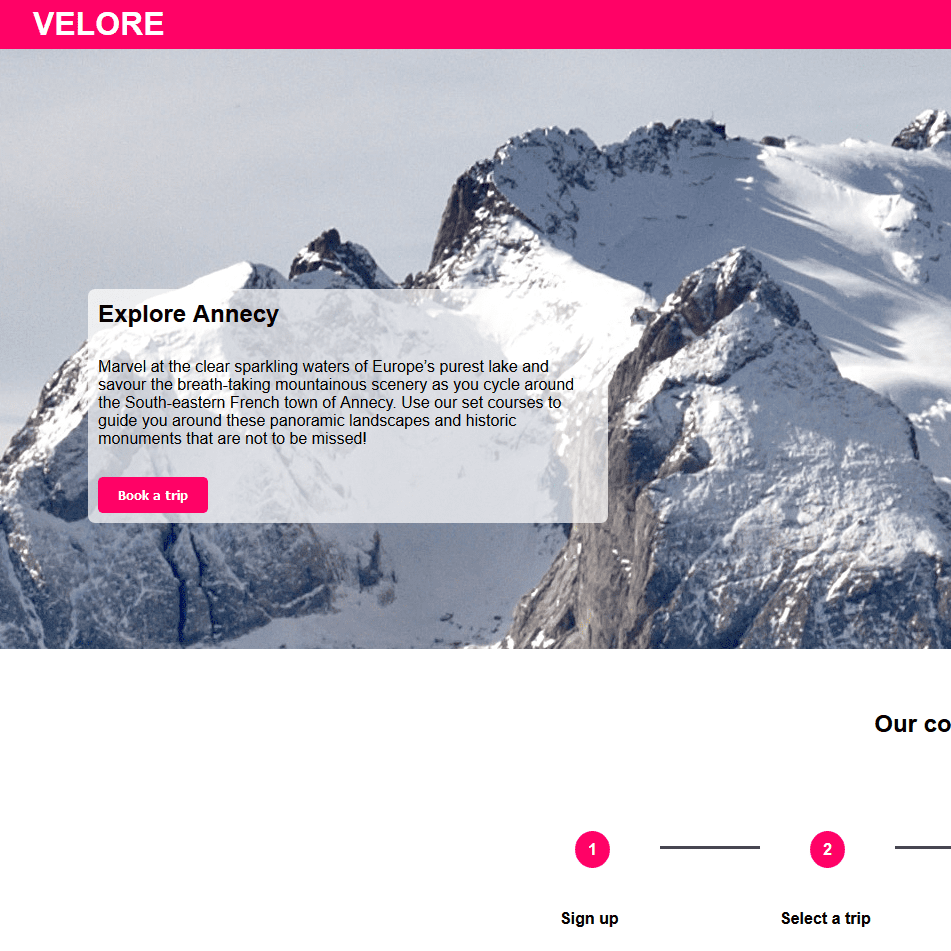 VELORE
Explore Annecy
Marvel at the clear sparkling waters of Europe’s purest lake and
savour the breath-taking mountainous scenery as you cycle around
the South-eastern French town of Annecy. Use our set courses to
guide you around these panoramic landscapes and historic
monuments that are not to be missed!
Book a trip
Our co
1 2
Sign up Select a trip